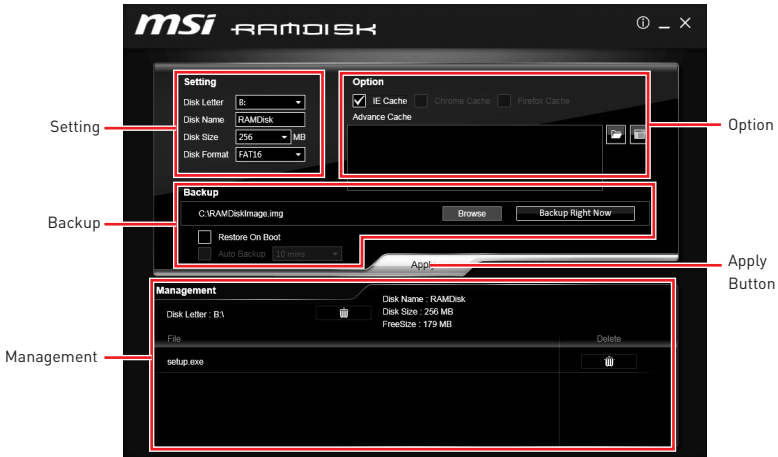 msi RAMDISK
Setting
Disk Letter B:
Disk Name RAMDisk
Disk Size 256 MB
Disk Format FAT16
Option
IE Cache Chrome Cache Firefox Cache
Advance Cache
Setting
Option
Backup
C:\RAMDiskImage.img Browse Backup Right Now
Restore On Boot
Auto Backup 10 mins
Backup
Apply
Apply
Button
Management
Disk Letter : B:\
Disk Name : RAMDisk
Disk Size : 256 MB
FreeSize : 179 MB
File Delete
setup.exe
Management